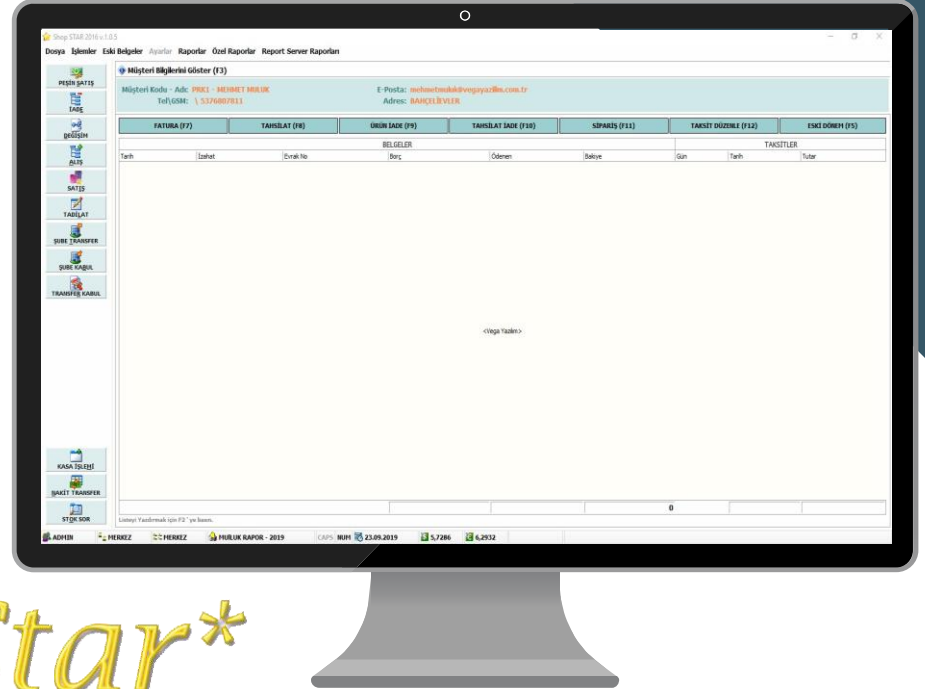 Shop STAR 2016 v.1.0.5
Dosya İşlemler Eski Belgeler Ayarlar Raporlar Özel Raporlar Report Server Raporları
Müşteri Bilgilerini Göster (F3)
Müşteri Kodu - Adı: PRK1 - MEHMET MULUK
E-Posta: mehmetmuluk@vegayazilim.com.tr
Tel\GSM: \ 5376807811
Adres: BAHÇELİEVLER
FATURA (F7) TAHSİLAT (F8) ÜRÜN İADE (F9) TAHSİLAT İADE (F10) SİPARİŞ (F11) TAKSİT DÜZENLE (F12) ESKİ DÖNEM (F5)
BELGELER TAKSİTLER
Tarih İzahat Evrak No Borç Ödenen Bakiye Gün Tarih Tutar
PEŞİN SATIŞ
İADE
DEĞİŞİM
ALIŞ
SATIŞ
TADİLAT
ŞUBE TRANSFER
ŞUBE KABUL
TRANSFER KABUL
<Vega Yazılım>
KASA İŞLEMİ
NAKİT TRANSFER
STOK SOR
0
Listeyi Yazdırmak için F2 ' ye basın.
ADMIN MERKEZ MERKEZ MULUK RAPOR - 2019 CAPS NUM 23.09.2019 5,7286 6,2932
tar*